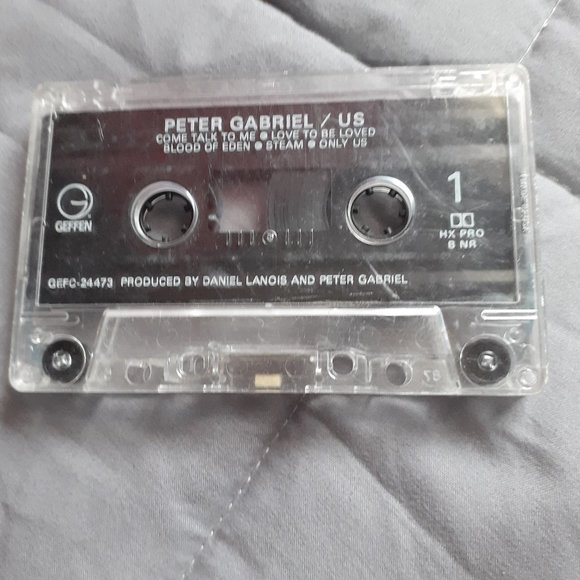 PETER GABRIEL / US
COME TALK TO ME ● LOVE TO BE LOVED
BLOOD OF EDEN ● STEAM ● ONLY US
1
GEFFEN
HX PRO
B NR
GEFC-24473 PRODUCED BY DANIEL LANOIS AND PETER GABRIEL